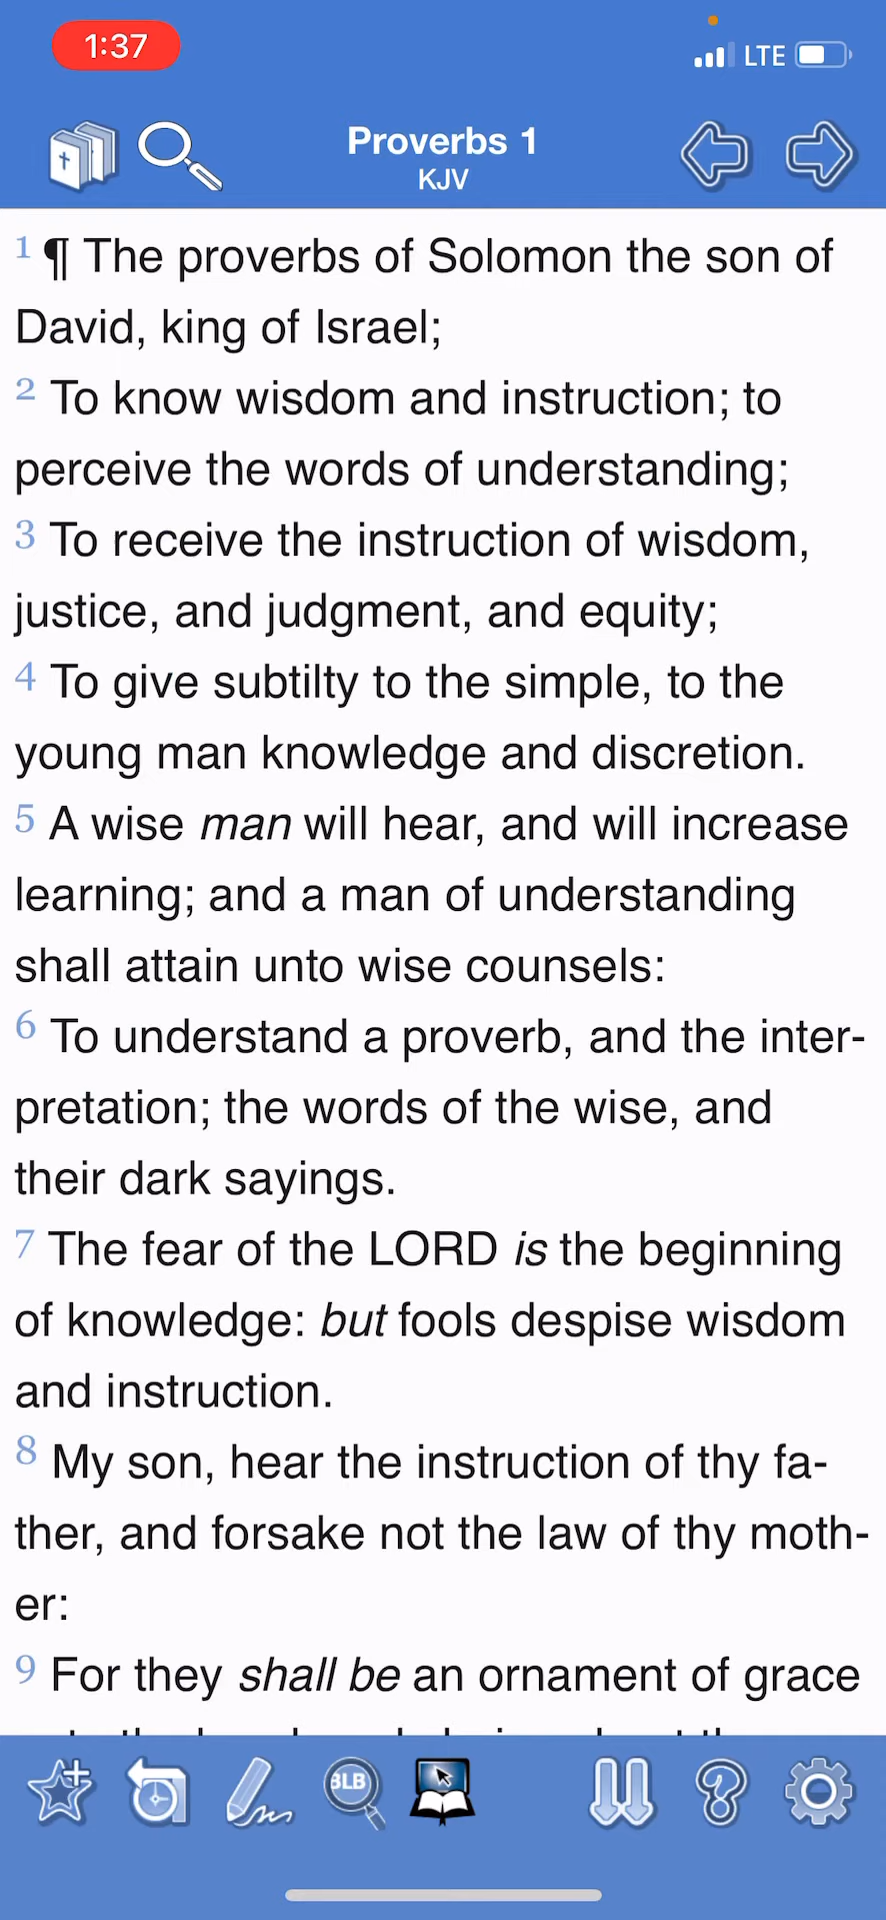 1:37
LTE
Proverbs 1
KJV
1 ¶ The proverbs of Solomon the son of
David, king of Israel;
2 To know wisdom and instruction; to
perceive the words of understanding;
3 To receive the instruction of wisdom,
justice, and judgment, and equity;
4 To give subtilty to the simple, to the
young man knowledge and discretion.
5 A wise man will hear, and will increase
learning; and a man of understanding
shall attain unto wise counsels:
6 To understand a proverb, and the inter-
pretation; the words of the wise, and
their dark sayings.
7 The fear of the LORD is the beginning
of knowledge: but fools despise wisdom
and instruction.
8 My son, hear the instruction of thy fa-
ther, and forsake not the law of thy moth-
er:
9 For they shall be an ornament of grace
BLB